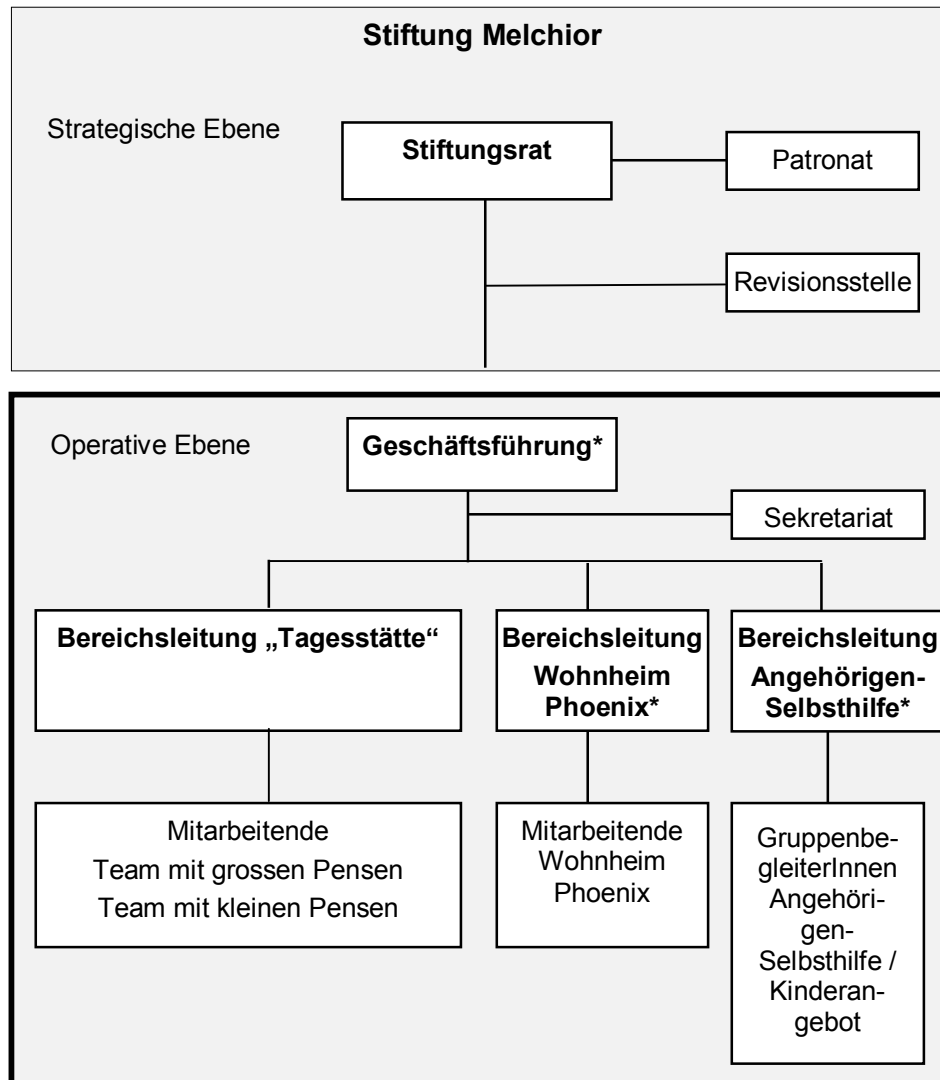 Stiftung Melchior
Strategische Ebene
Stiftungsrat
Patronat
Revisionsstelle
Operative Ebene
Geschäftsführung*
Sekretariat
Bereichsleitung „Tagesstätte“
Bereichsleitung
Wohnheim
Phoenix*
Bereichsleitung
Angehörigen-
Selbsthilfe*
Mitarbeitende
Team mit grossen Pensen
Team mit kleinen Pensen
Mitarbeitende
Wohnheim
Phoenix
Gruppenbe-
gleiterInnen
Angehöri-
gen-
Selbsthilfe /
Kinderan-
gebot